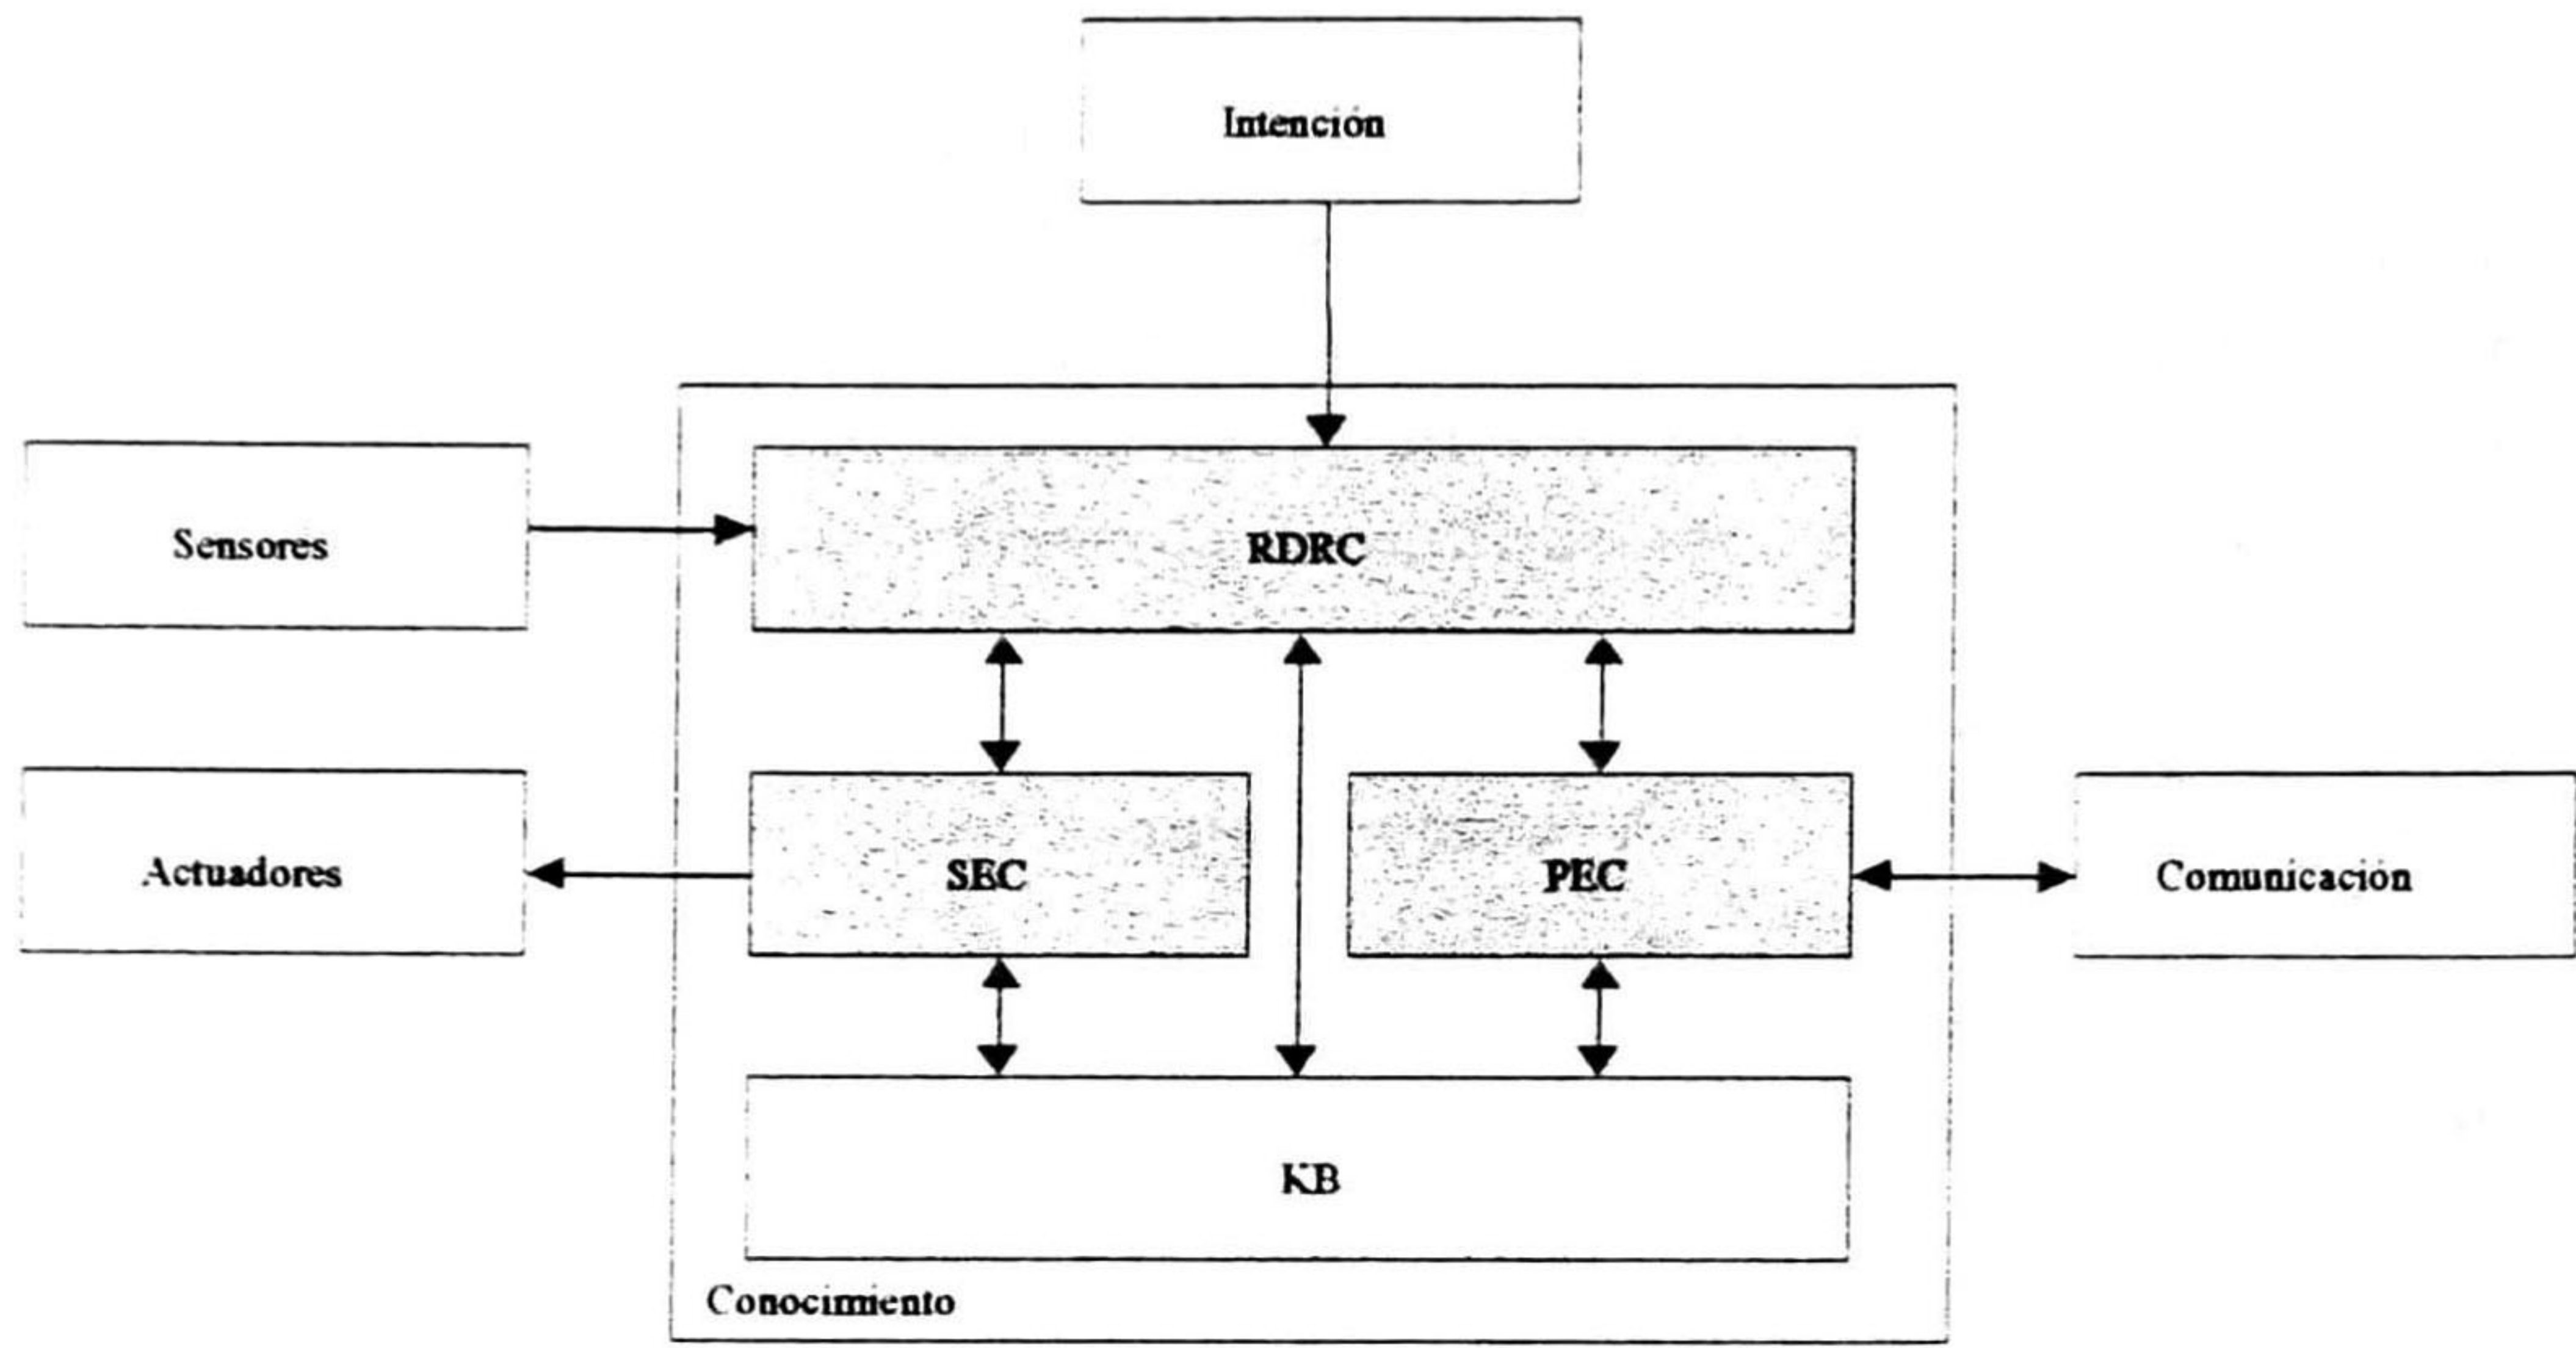 Intención
Sensores
RDRC
Actuadores
SEC
PEC
Comunicación
KB
Conocimiento